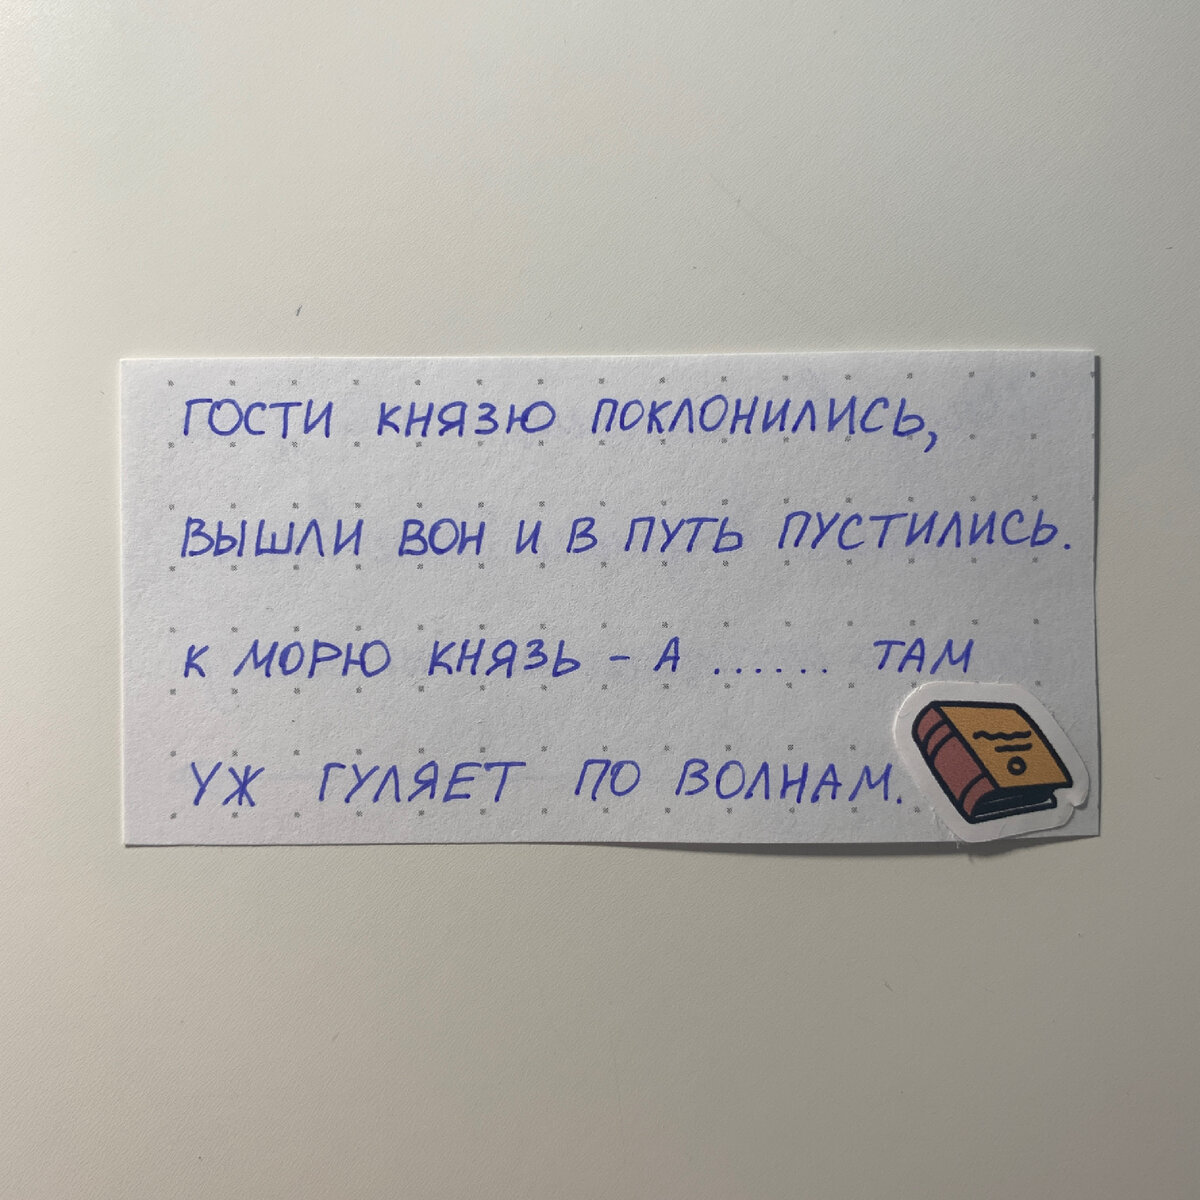 ГОСТИ КНЯЗЮ ПОКЛОНИЛИСЬ,
ВЫШЛИ ВОН И В ПУТЬ ПУСТИЛИСЬ.
К МОРЮ КНЯЗЬ - А ...... ТАМ
УЖ ГУЛЯЕТ ПО ВОЛНАМ.